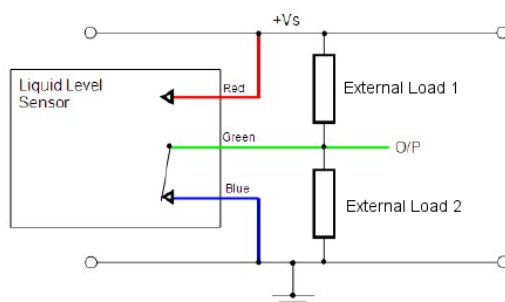 +Vs
Liquid Level
Sensor
Red
External Load 1
Green
O/P
Blue
External Load 2